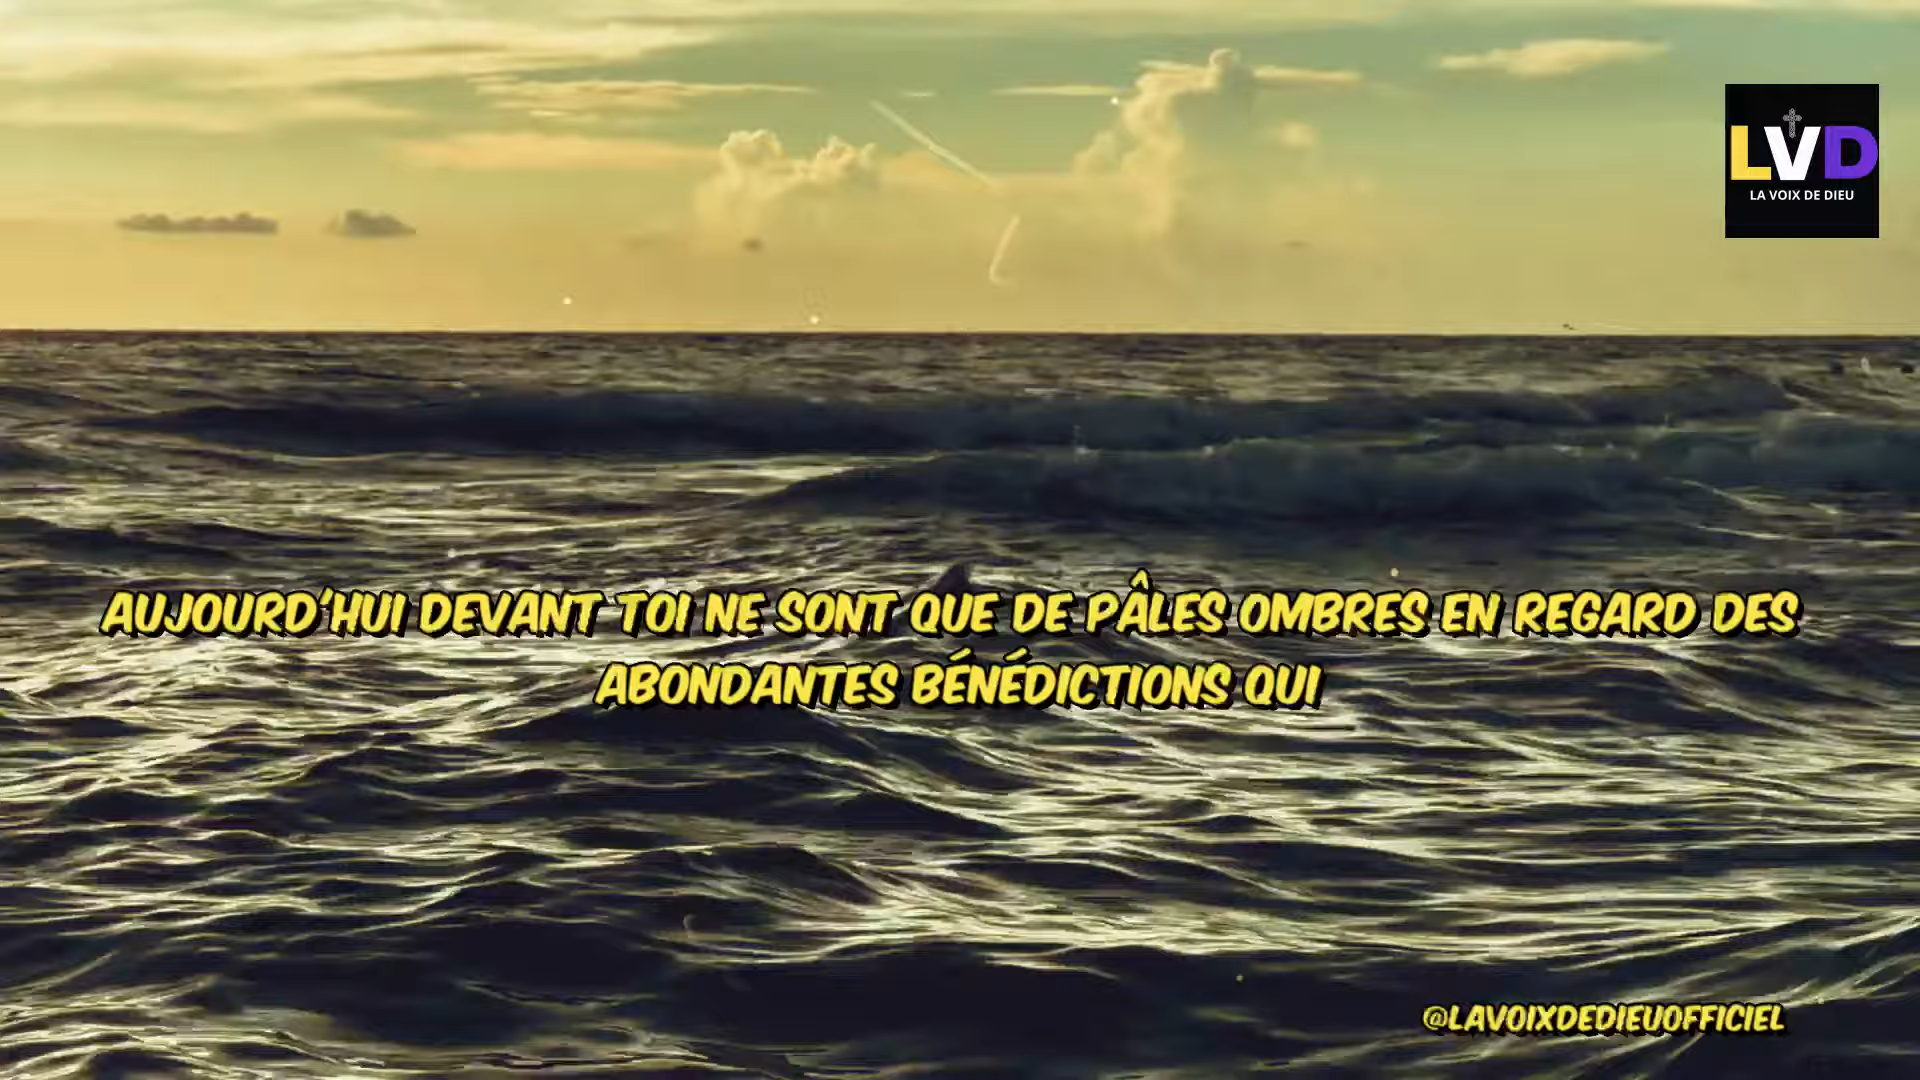 LVD
LA VOIX DE DIEU
AUJOURD'HUI DEVANT TOI NE SONT QUE DE PÂLES OMBRES EN REGARD DES
ABONDANTES BÉNÉDICTIONS QUI
@LAVOIXDEDIEUOFFICIEL